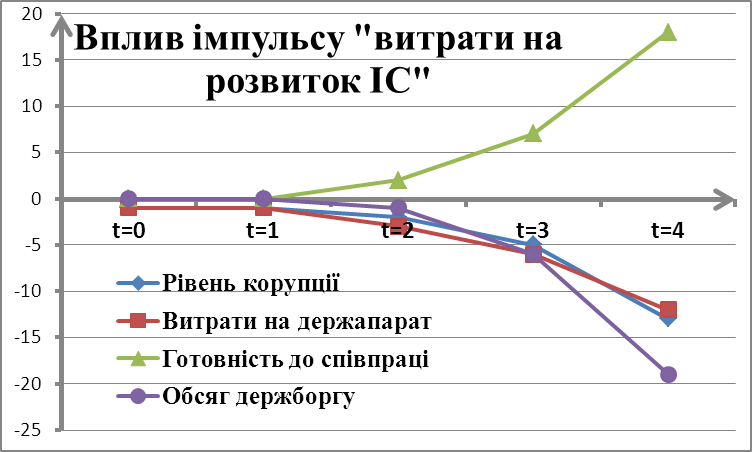 Вплив імпульсу "витрати на
розвиток ІС"
20
15
10
5
0
-5
-10
-15
-20
-25
t=0 t=1 t=2 t=3 t=4
Рівень корупції
Витрати на держапарат
Готовність до співпраці
Обсяг держборгу